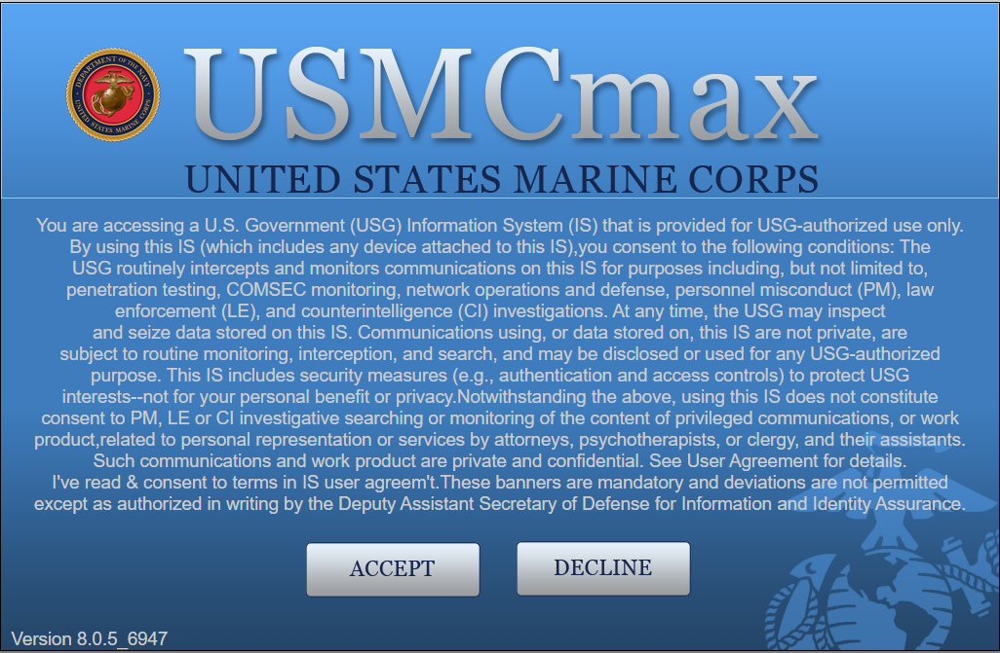 DEPARTMENT OF THE NAVY
UNITED STATES MARINE CORPS
USMCmax
UNITED STATES MARINE CORPS
You are accessing a U.S. Government (USG) Information System (IS) that is provided for USG-authorized use only.
By using this IS (which includes any device attached to this IS),you consent to the following conditions: The
USG routinely intercepts and monitors communications on this IS for purposes including, but not limited to,
penetration testing, COMSEC monitoring, network operations and defense, personnel misconduct (PM), law
enforcement (LE), and counterintelligence (CI) investigations. At any time, the USG may inspect
and seize data stored on this IS. Communications using, or data stored on, this IS are not private, are
subject to routine monitoring, interception, and search, and may be disclosed or used for any USG-authorized
purpose. This IS includes security measures (e.g., authentication and access controls) to protect USG
interests--not for your personal benefit or privacy.Notwithstanding the above, using this IS does not constitute
consent to PM, LE or CI investigative searching or monitoring of the content of privileged communications, or work
product,related to personal representation or services by attorneys, psychotherapists, or clergy, and their assistants.
Such communications and work product are private and confidential. See User Agreement for details.
I've read & consent to terms in IS user agreem't.These banners are mandatory and deviations are not permitted
except as authorized in writing by the Deputy Assistant Secretary of Defense for Information and Identity Assurance.
ACCEPT
DECLINE
Version 8.0.5_6947